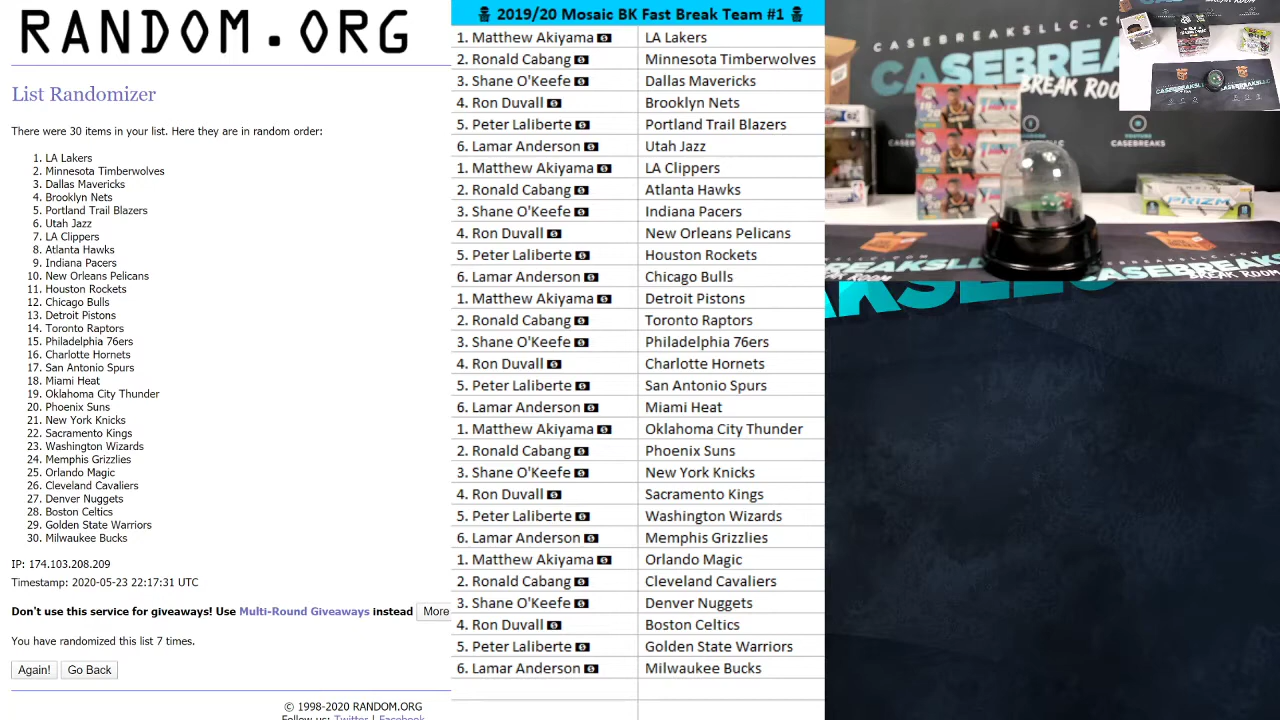 RANDOM.ORG
List Randomizer
There were 30 items in your list. Here they are in random order:
1. LA Lakers
2. Minnesota Timberwolves
3. Dallas Mavericks
4. Brooklyn Nets
5. Portland Trail Blazers
6. Utah Jazz
7. LA Clippers
8. Atlanta Hawks
9. Indiana Pacers
10. New Orleans Pelicans
11. Houston Rockets
12. Chicago Bulls
13. Detroit Pistons
14. Toronto Raptors
15. Philadelphia 76ers
16. Charlotte Hornets
17. San Antonio Spurs
18. Miami Heat
19. Oklahoma City Thunder
20. Phoenix Suns
21. New York Knicks
22. Sacramento Kings
23. Washington Wizards
24. Memphis Grizzlies
25. Orlando Magic
26. Cleveland Cavaliers
27. Denver Nuggets
28. Boston Celtics
29. Golden State Warriors
30. Milwaukee Bucks
IP: 174.103.208.209
Timestamp: 2020-05-23 22:17:31 UTC
Don't use this service for giveaways! Use Multi-Round Giveaways instead More
You have randomized this list 7 times.
Again! Go Back
© 1998-2020 RANDOM.ORG
Follow us: Twitter | Facebook
2019/20 Mosaic BK Fast Break Team #1
1. Matthew Akiyama LA Lakers
2. Ronald Cabang Minnesota Timberwolves
3. Shane O'Keefe Dallas Mavericks
4. Ron Duvall Brooklyn Nets
5. Peter Laliberte Portland Trail Blazers
6. Lamar Anderson Utah Jazz
1. Matthew Akiyama LA Clippers
2. Ronald Cabang Atlanta Hawks
3. Shane O'Keefe Indiana Pacers
4. Ron Duvall New Orleans Pelicans
5. Peter Laliberte Houston Rockets
6. Lamar Anderson Chicago Bulls
1. Matthew Akiyama Detroit Pistons
2. Ronald Cabang Toronto Raptors
3. Shane O'Keefe Philadelphia 76ers
4. Ron Duvall Charlotte Hornets
5. Peter Laliberte San Antonio Spurs
6. Lamar Anderson Miami Heat
1. Matthew Akiyama Oklahoma City Thunder
2. Ronald Cabang Phoenix Suns
3. Shane O'Keefe New York Knicks
4. Ron Duvall Sacramento Kings
5. Peter Laliberte Washington Wizards
6. Lamar Anderson Memphis Grizzlies
1. Matthew Akiyama Orlando Magic
2. Ronald Cabang Cleveland Cavaliers
3. Shane O'Keefe Denver Nuggets
4. Ron Duvall Boston Celtics
5. Peter Laliberte Golden State Warriors
6. Lamar Anderson Milwaukee Bucks
CASEBREAKSLLC.C
CASEBREA
BREAK ROO
CASEBREAKS
PRIZM
CASEBREAKSLLC.COM
EAKSLLC
CASEBREAKSL
BREAK ROOM
AKSLLC